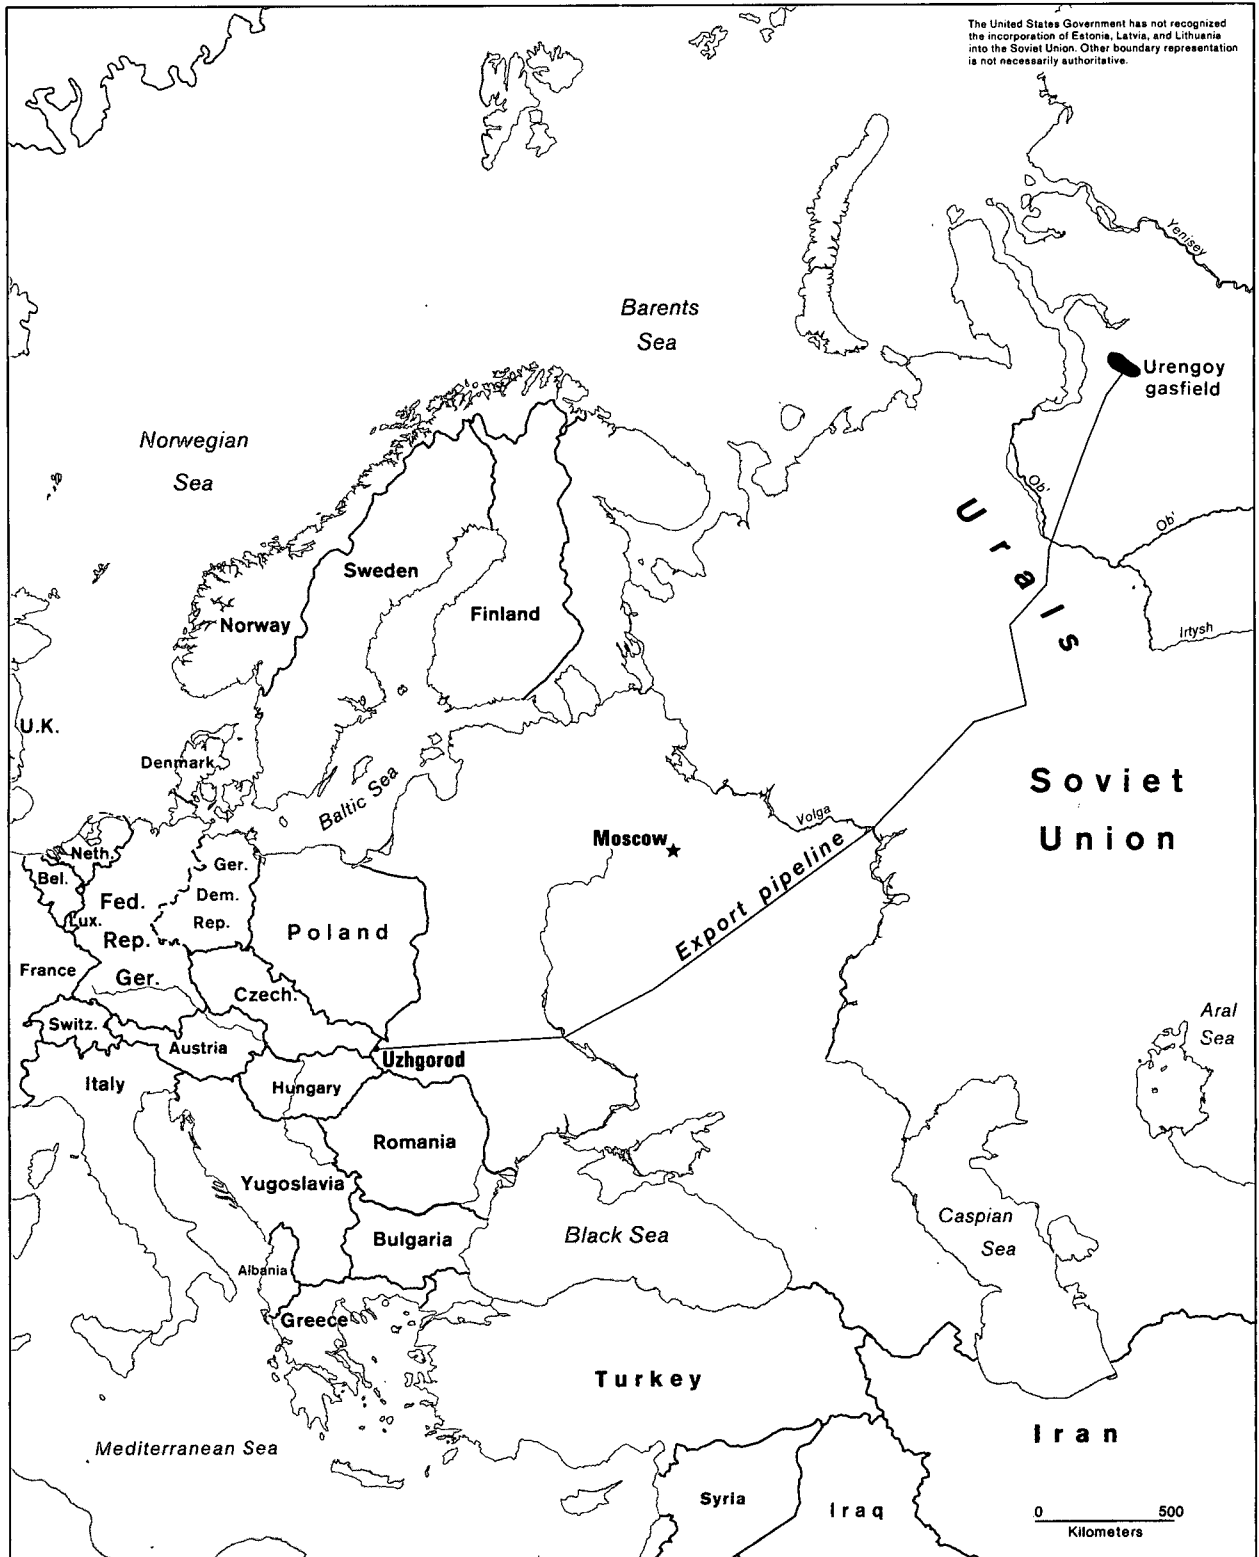 The United States Government has not recognized
the incorporation of Estonia, Latvia, and Lithuania
into the Soviet Union. Other boundary representation
is not necessarily authoritative.
Yenisey
Barents
Sea
Urengoy
gasfield
Norwegian
Sea
Ob'
Ob'
Urals
Sweden
Finland
Norway
Irtysh
U.K.
Denmark
Baltic Sea
Soviet
Union
Volga
Moscow
Export pipeline
Neth.
Bel.
Lux.
Fed.
Rep.
Ger.
Ger.
Dem.
Rep.
Poland
France
Czech.
Switz.
Austria
Uzhgorod
Aral
Sea
Italy
Hungary
Romania
Yugoslavia
Caspian
Sea
Bulgaria
Black Sea
Albania
Greece
Turkey
Mediterranean Sea
Iran
Syria
Iraq
0 500
Kilometers